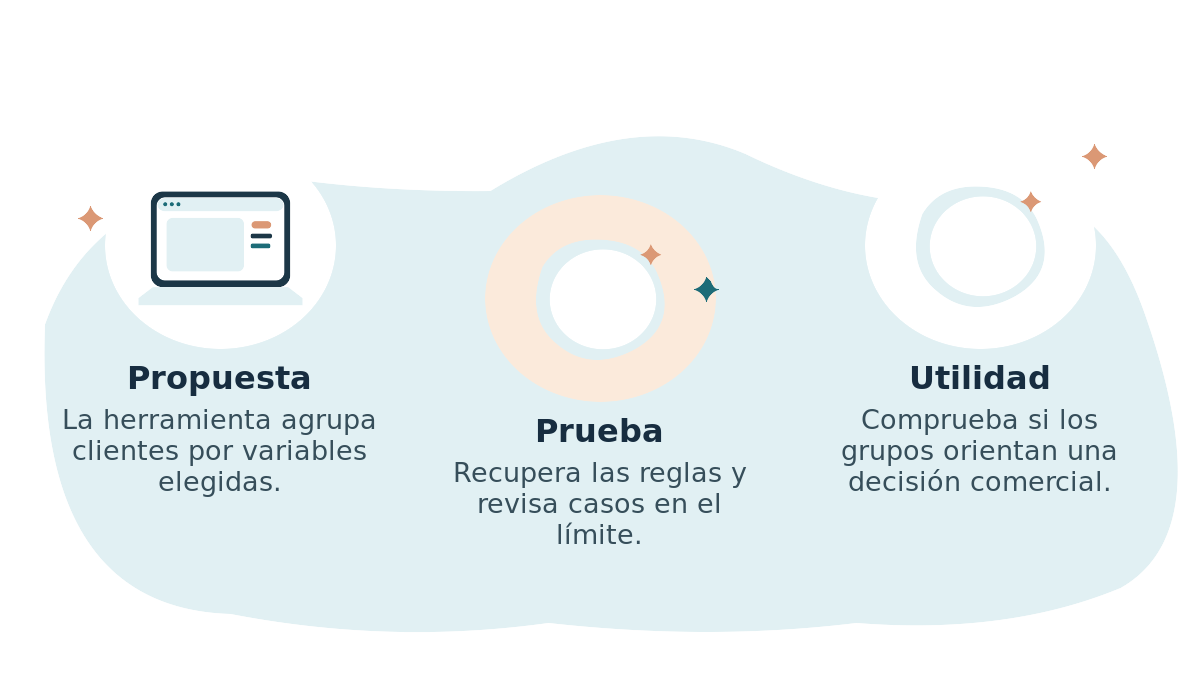 Propuesta
La herramienta agrupa
clientes por variables
elegidas.
Prueba
Recupera las reglas y
revisa casos en el
límite.
Utilidad
Comprueba si los
grupos orientan una
decisión comercial.